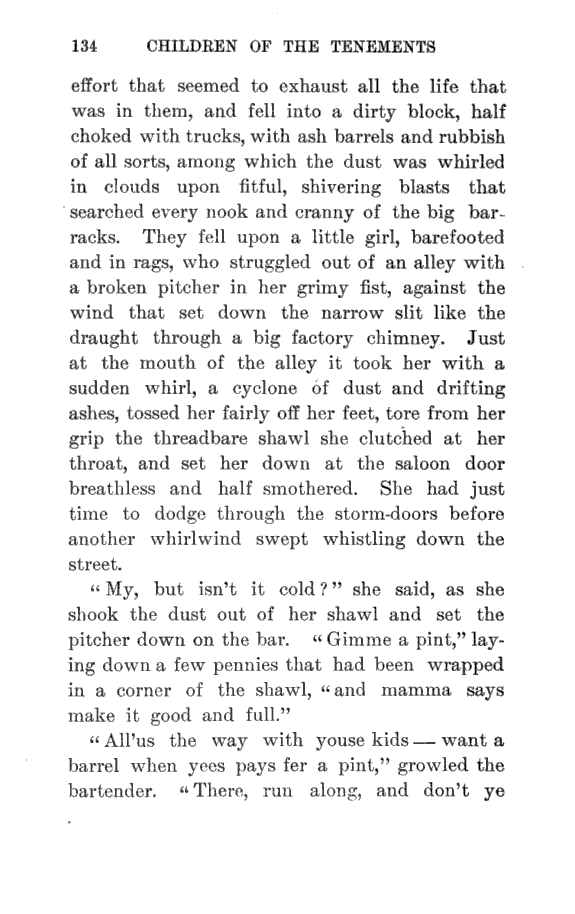 134 CHILDREN OF THE TENEMENTS
effort that seemed to exhaust all the life that
was in them, and fell into a dirty block, half
choked with trucks, with ash barrels and rubbish
of all sorts, among which the dust was whirled
in clouds upon fitful, shivering blasts that
searched every nook and cranny of the big bar-
racks. They fell upon a little girl, barefooted
and in rags, who struggled out of an alley with
a broken pitcher in her grimy fist, against the
wind that set down the narrow slit like the
draught through a big factory chimney. Just
at the mouth of the alley it took her with a
sudden whirl, a cyclone of dust and drifting
ashes, tossed her fairly off her feet, tore from her
grip the threadbare shawl she clutched at her
throat, and set her down at the saloon door
breathless and half smothered. She had just
time to dodge through the storm-doors before
another whirlwind swept whistling down the
street.
“My, but isn't it cold?” she said, as she
shook the dust out of her shawl and set the
pitcher down on the bar. “Gimme a pint,” lay-
ing down a few pennies that had been wrapped
in a corner of the shawl, “and mamma says
make it good and full.”
“All'us the way with youse kids — want a
barrel when yees pays fer a pint,” growled the
bartender. “There, run along, and don't ye